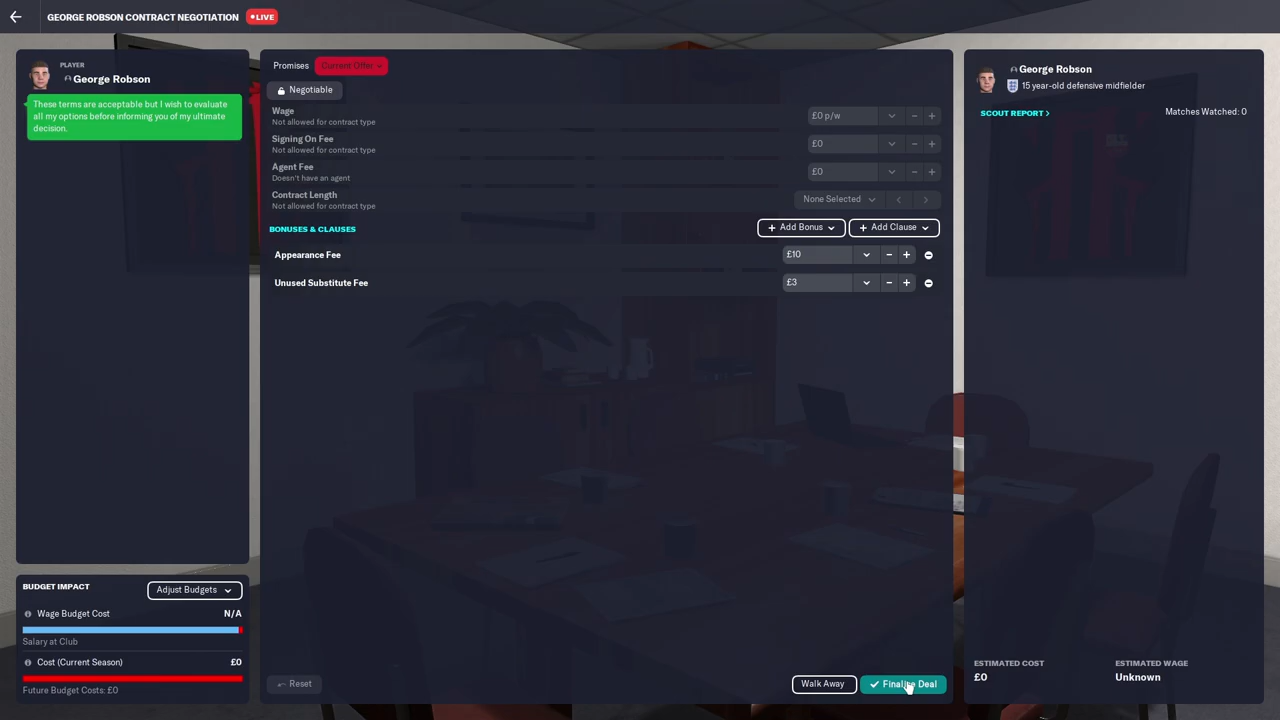 GEORGE ROBSON CONTRACT NEGOTIATION
LIVE
PLAYER
George Robson
These terms are acceptable but I wish to evaluate
all my options before informing you of my ultimate
decision.
Promises
Current Offer
Negotiable
Wage
Not allowed for contract type
£0 p/w
Signing On Fee
Not allowed for contract type
£0
Agent Fee
Doesn't have an agent
£0
Contract Length
Not allowed for contract type
None Selected
BONUSES & CLAUSES
Add Bonus
Add Clause
Appearance Fee
£10
Unused Substitute Fee
£3
Reset
Walk Away
Finalise Deal
George Robson
15 year-old defensive midfielder
SCOUT REPORT >
Matches Watched: 0
ESTIMATED COST
£0
ESTIMATED WAGE
Unknown
BUDGET IMPACT
Adjust Budgets
Wage Budget Cost
N/A
Salary at Club
Cost (Current Season)
£0
Future Budget Costs: £0